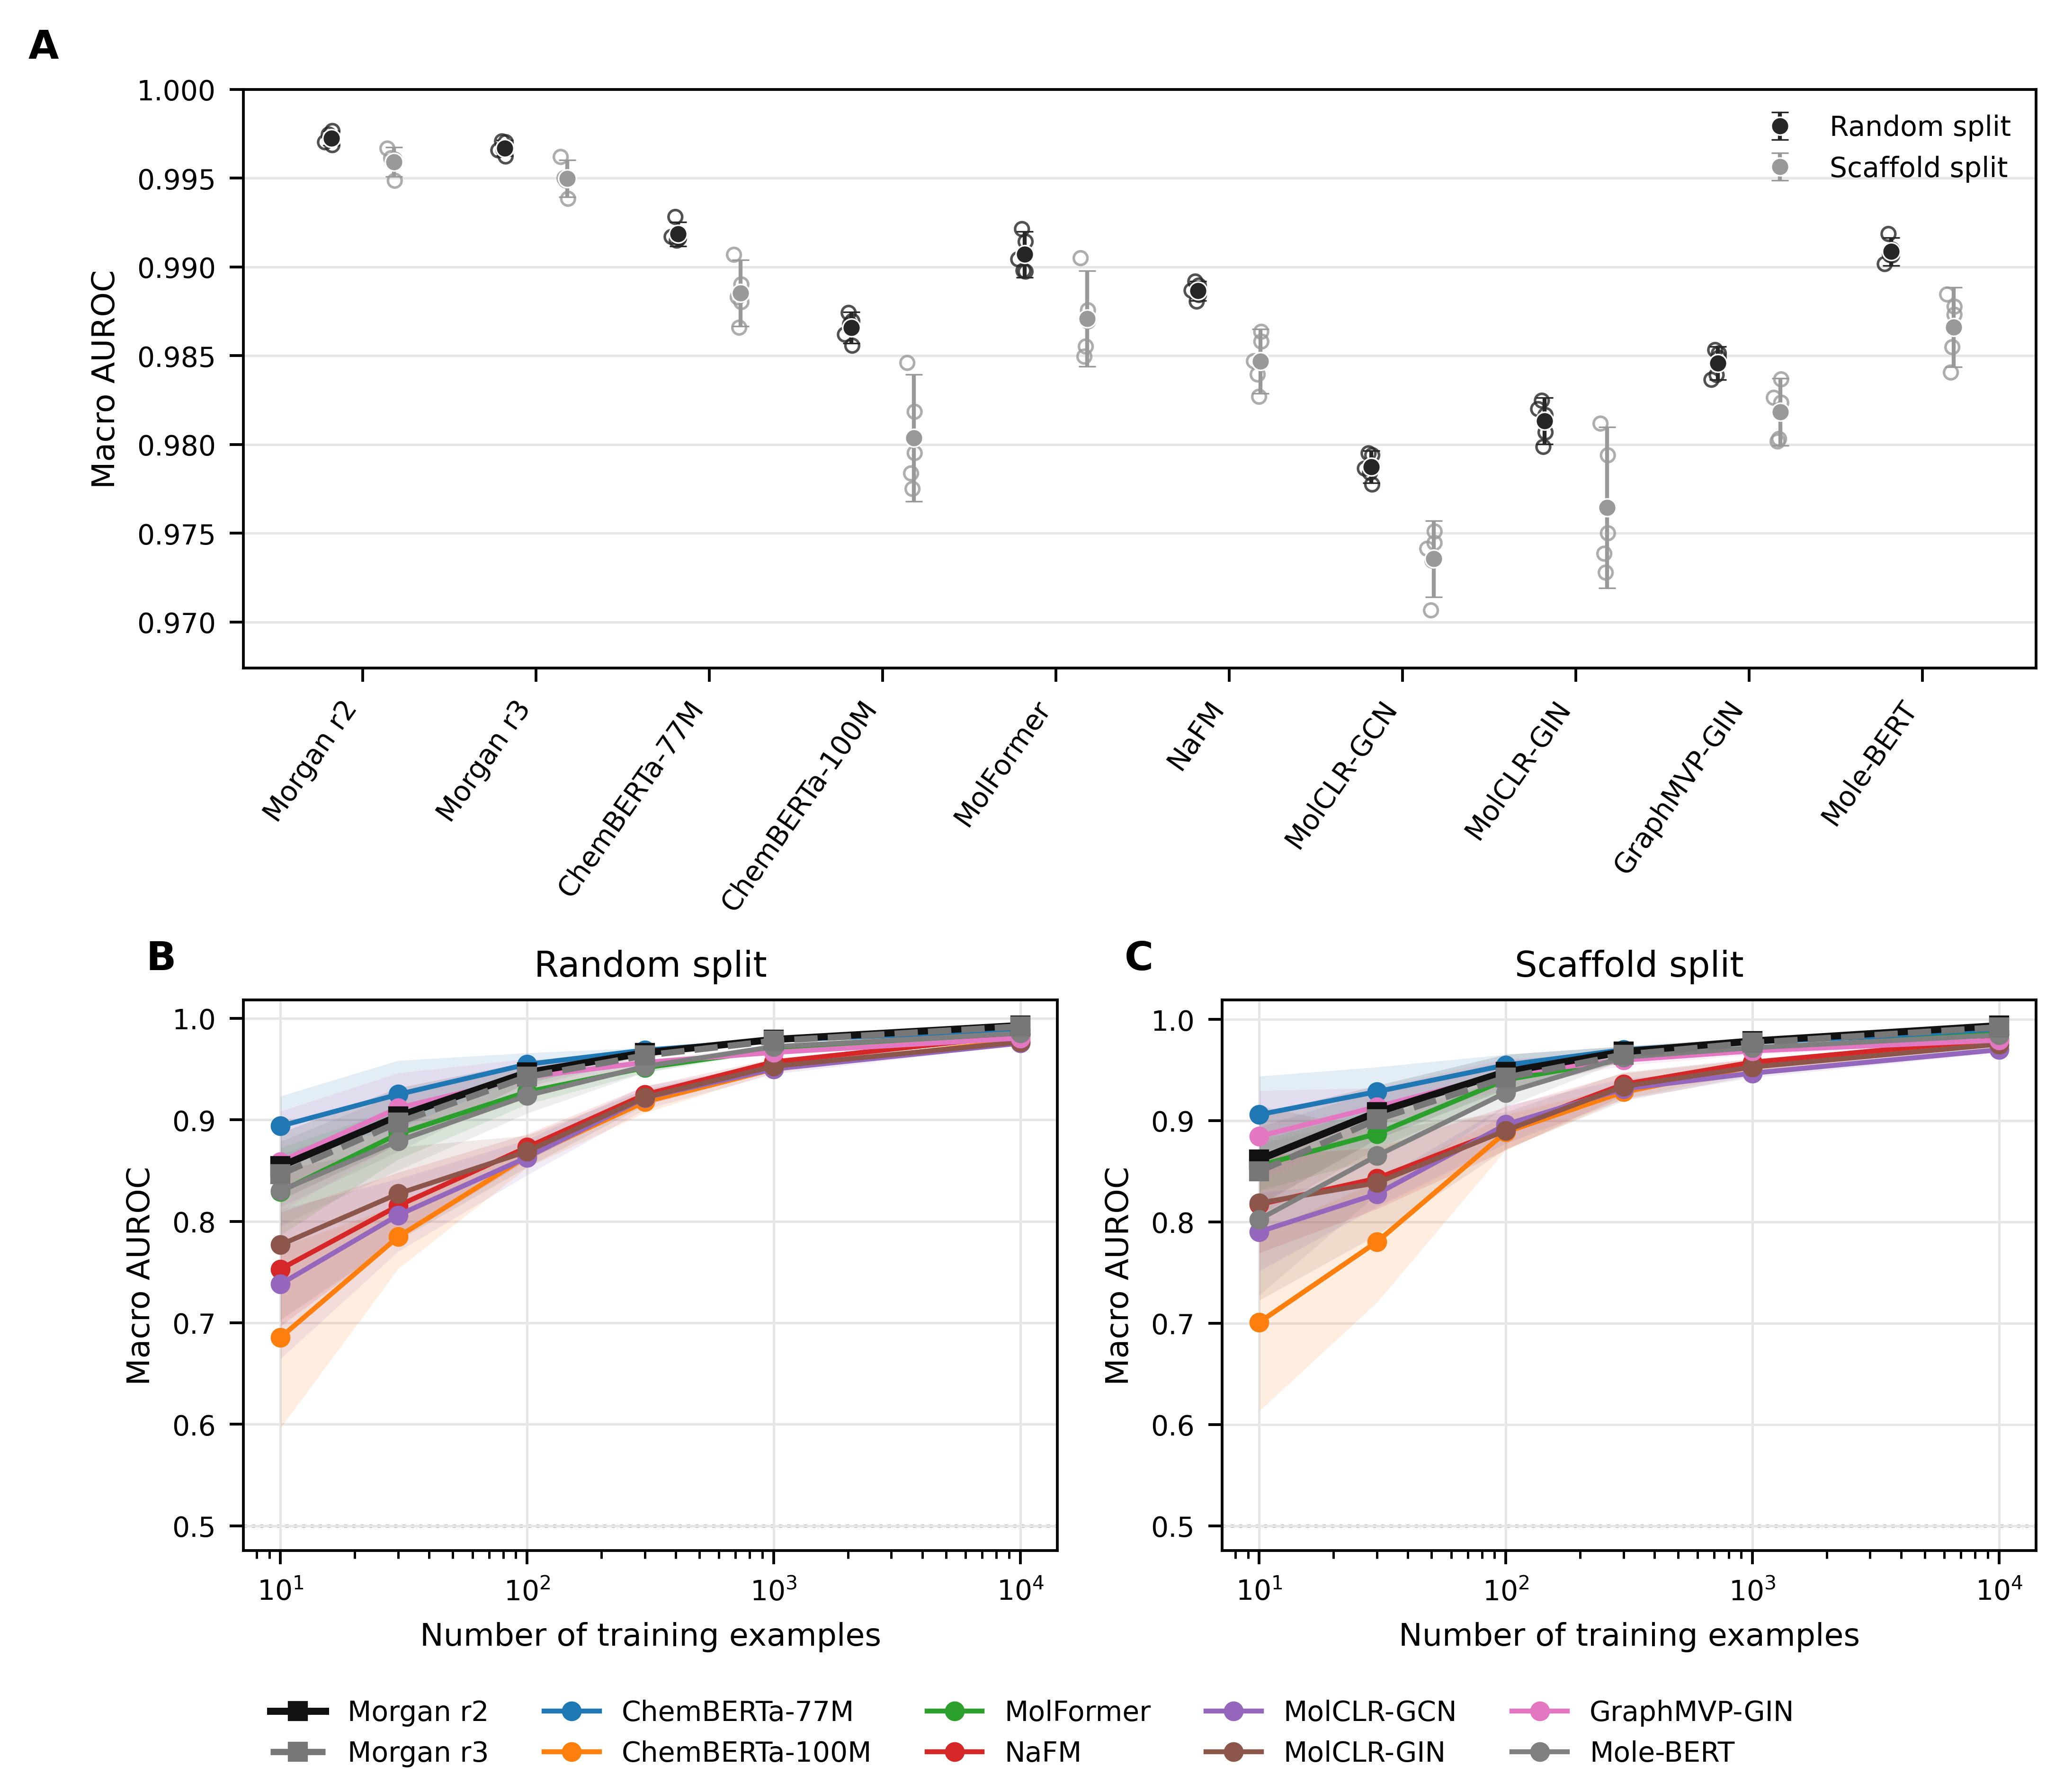 A
1.000
0.995
0.990
0.985
0.980
0.975
0.970
Macro AUROC
Random split
Scaffold split
Morgan r2
Morgan r3
ChemBERTa-77M
ChemBERTa-100M
MolFormer
NaFM
MolCLR-GCN
MolCLR-GIN
GraphMVP-GIN
Mole-BERT
B
Random split
1.0
0.9
0.8
0.7
0.6
0.5
Macro AUROC
10¹
10²
10³
10⁴
Number of training examples
C
Scaffold split
1.0
0.9
0.8
0.7
0.6
0.5
Macro AUROC
10¹
10²
10³
10⁴
Number of training examples
Morgan r2
Morgan r3
ChemBERTa-77M
ChemBERTa-100M
MolFormer
NaFM
MolCLR-GCN
MolCLR-GIN
GraphMVP-GIN
Mole-BERT